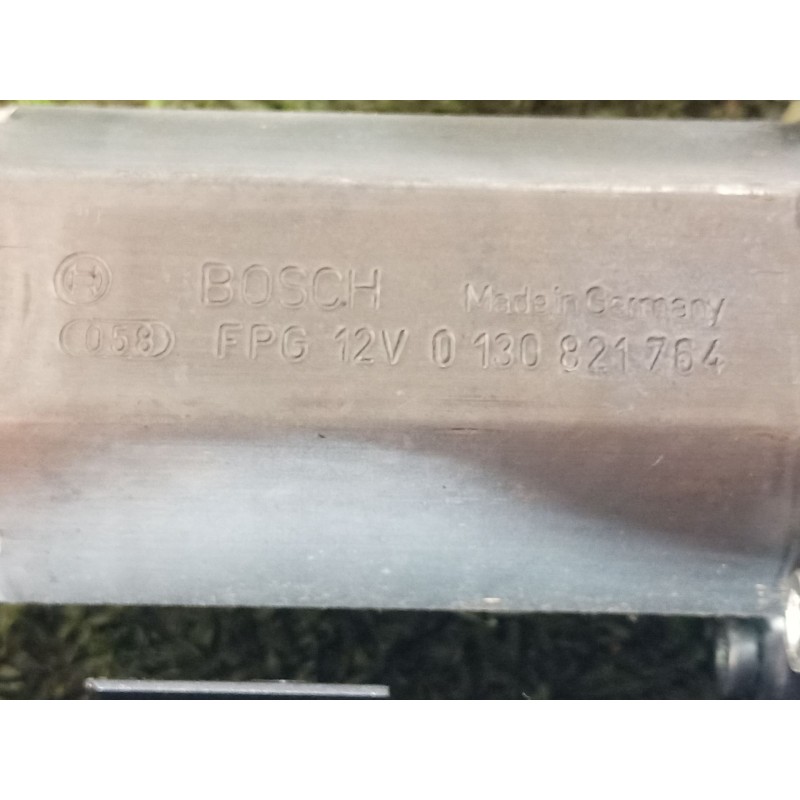 BOSCH Made in Germany
058 FPG 12V 0 130 821 764